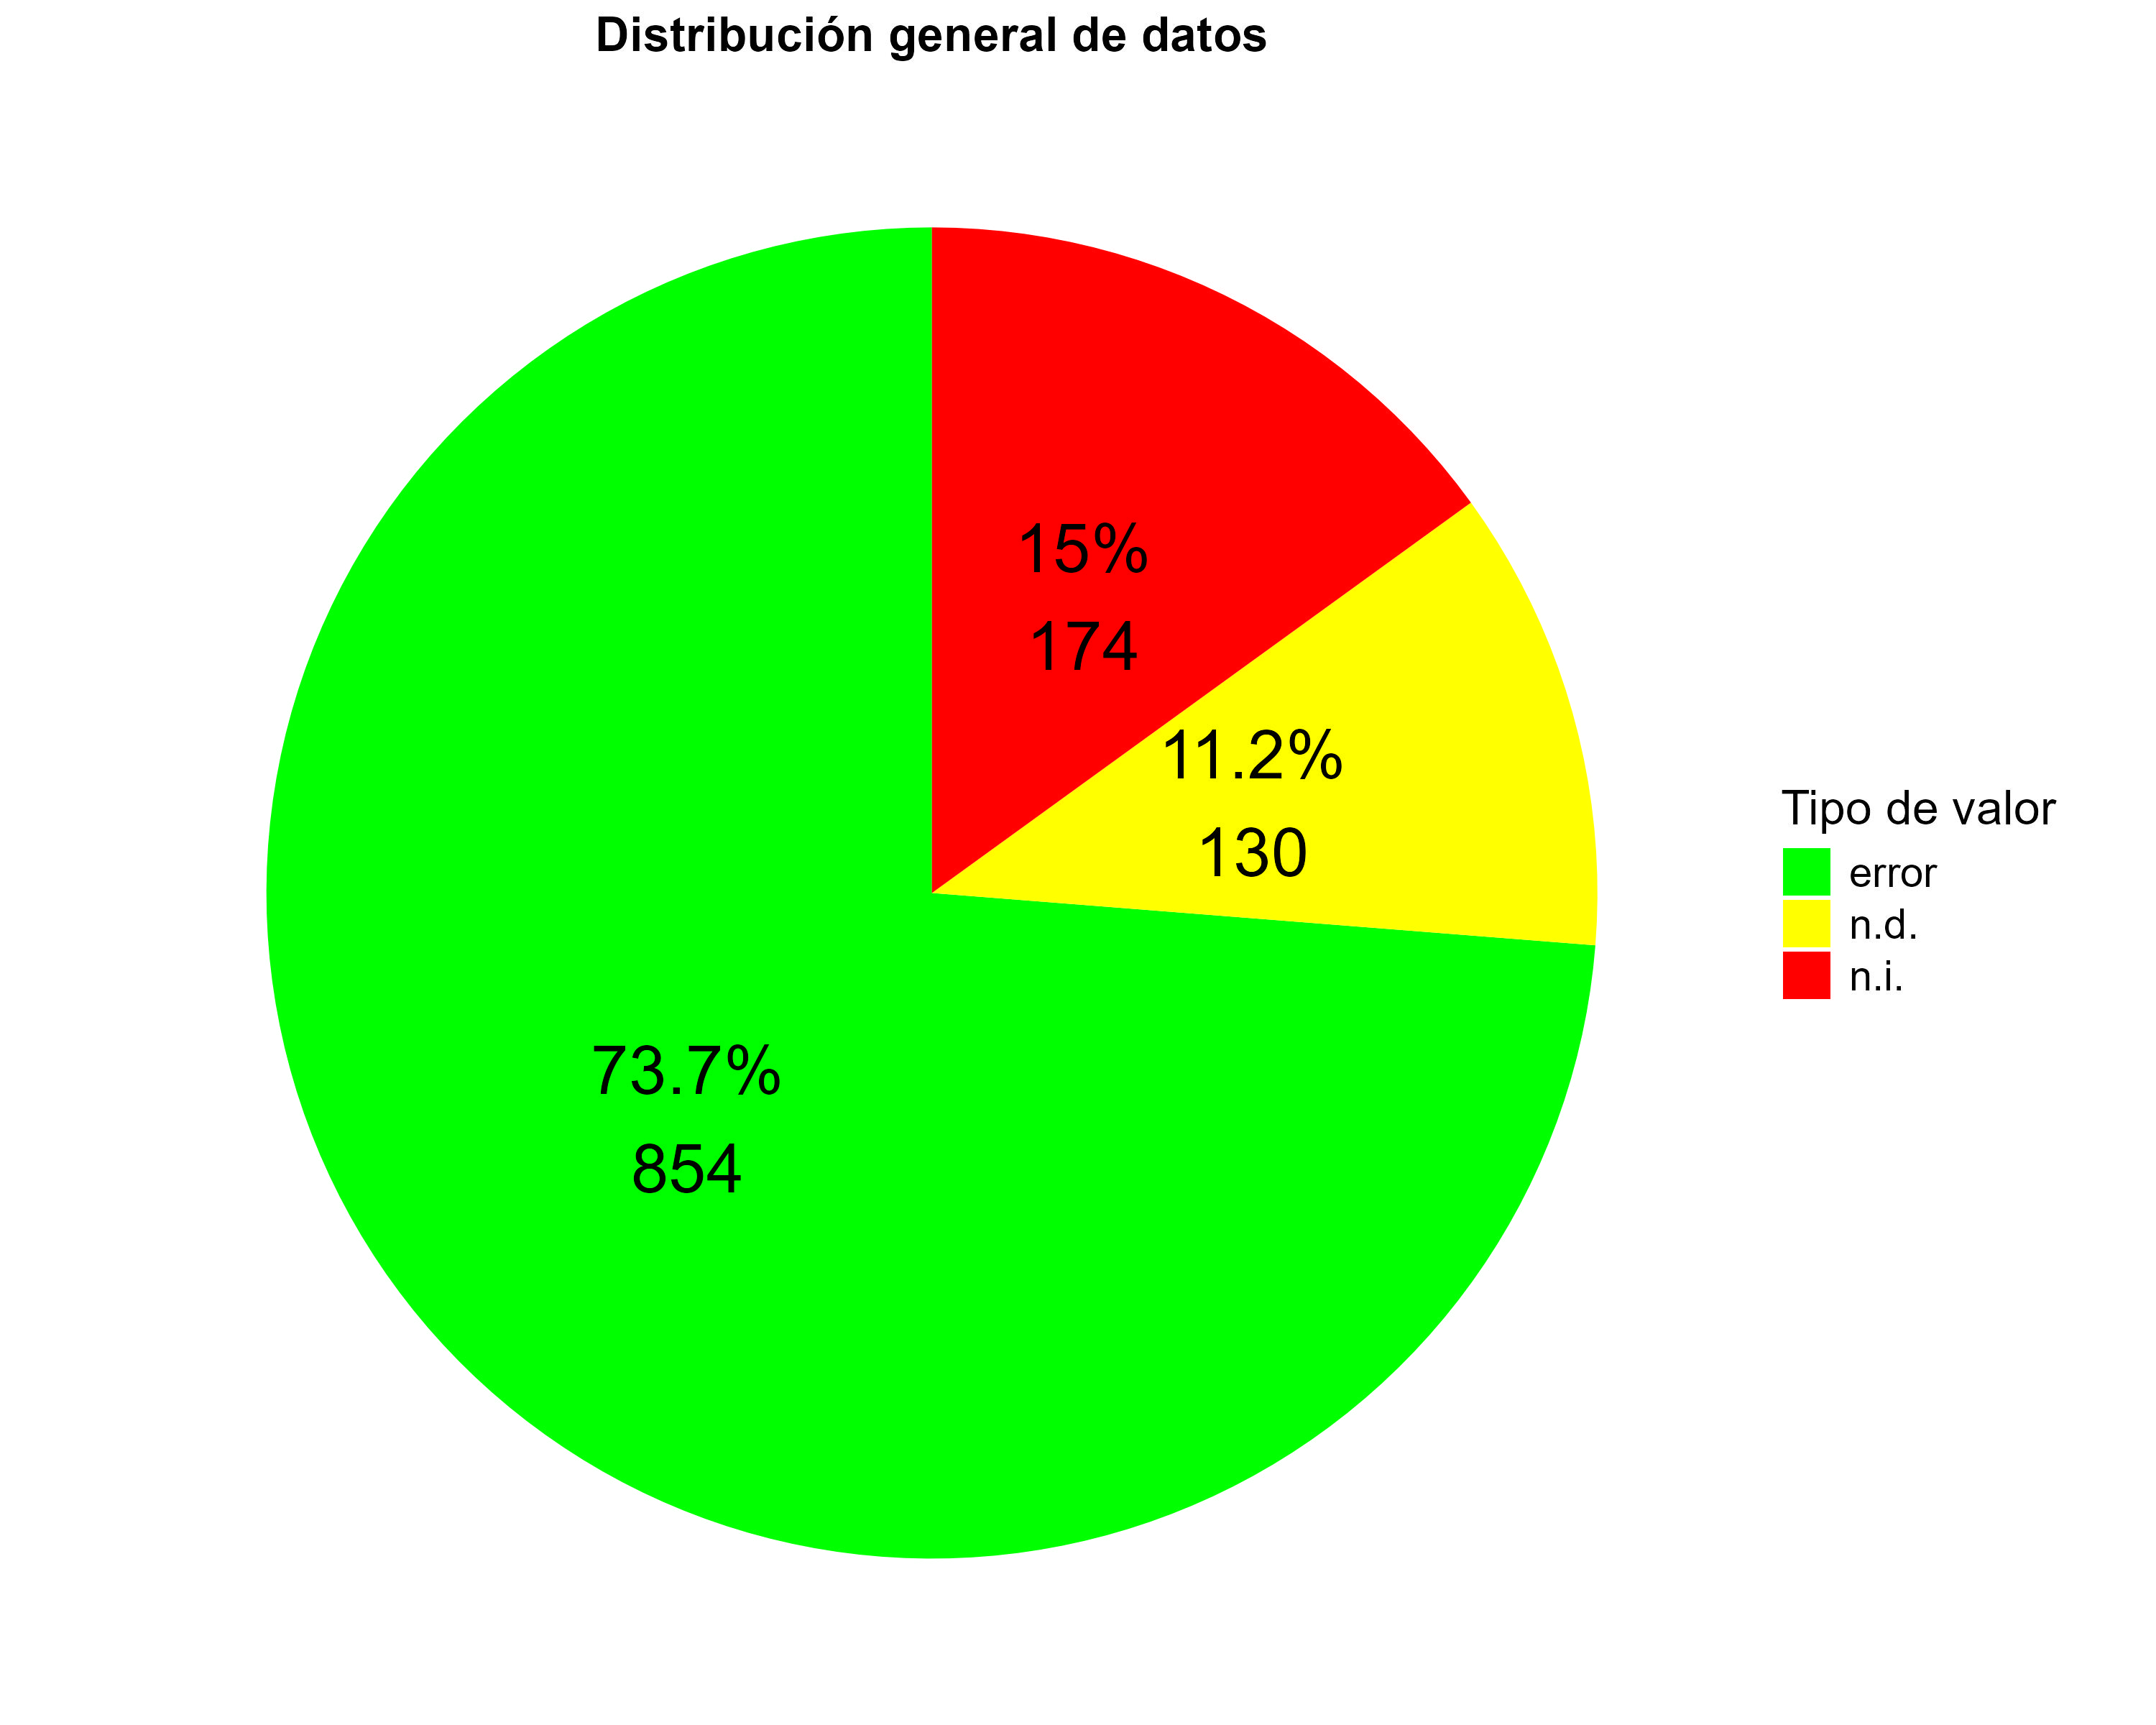 Distribución general de datos
15%
174
11.2%
130
73.7%
854
Tipo de valor
error
n.d.
n.i.